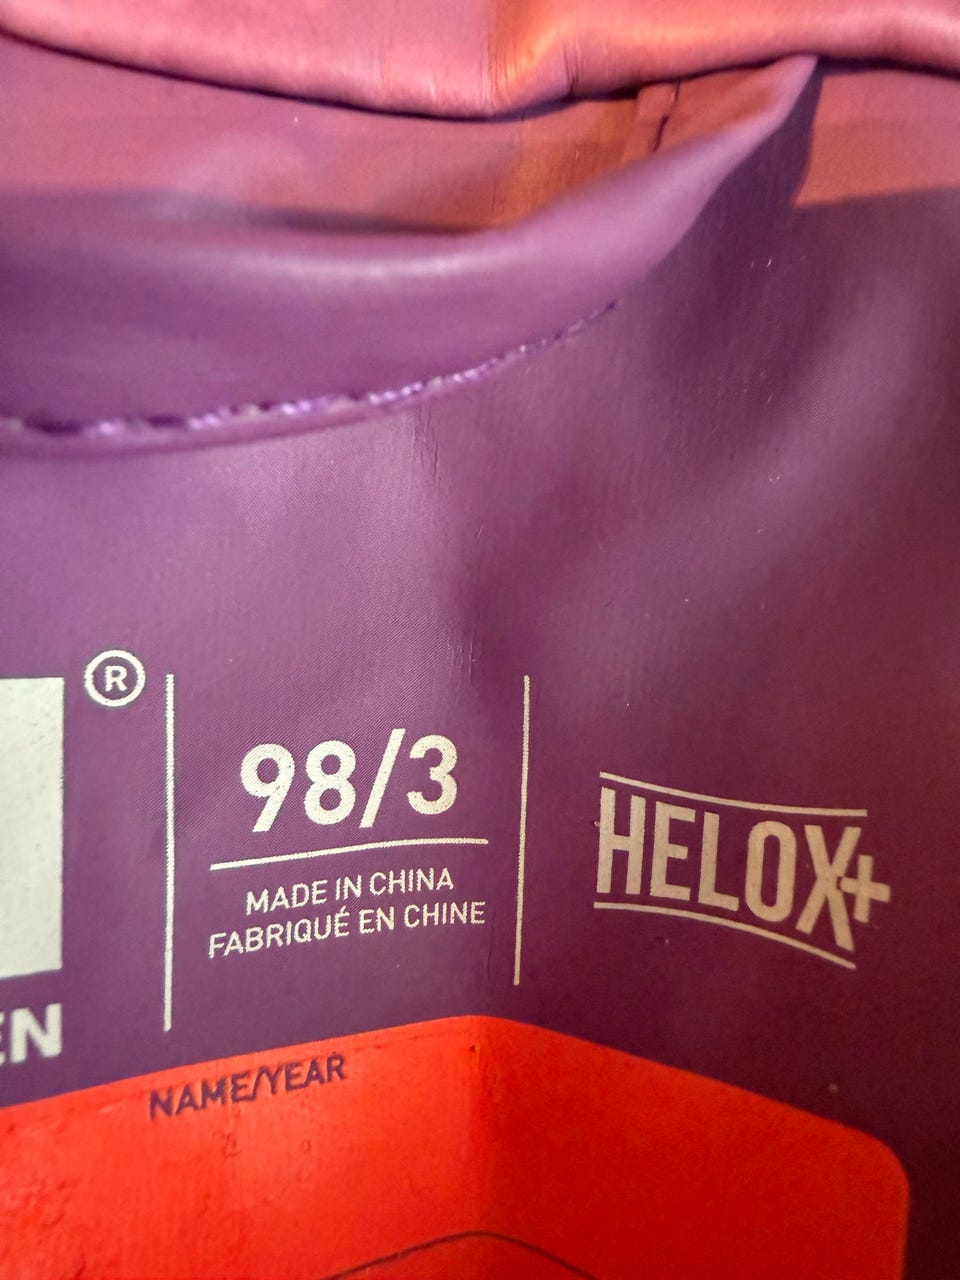 ®
98/3
MADE IN CHINA
FABRIQUÉ EN CHINE
HELOX+
EN
NAME/YEAR